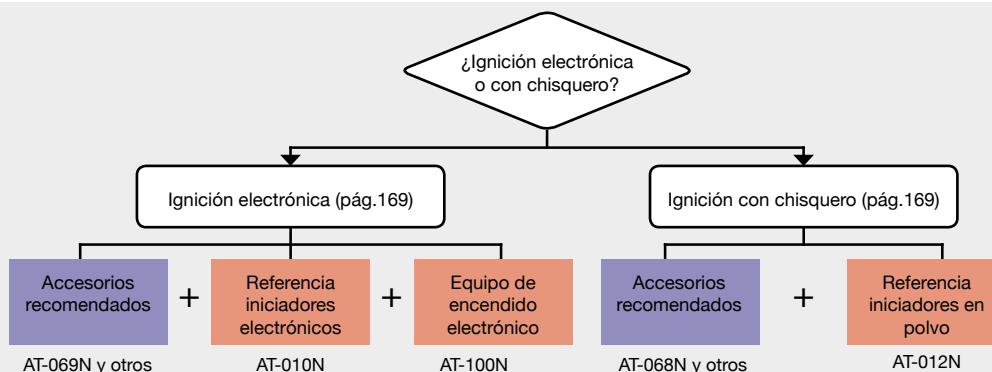 ¿Ignición electrónica
o con chisquero?
Ignición electrónica (pág.169)
Ignición con chisquero (pág.169)
Accesorios
recomendados
+
Referencia
iniciadores
electrónicos
+
Equipo de
encendido
electrónico
Accesorios
recomendados
+
Referencia
iniciadores en
polvo
AT-069N y otros
AT-010N
AT-100N
AT-068N y otros
AT-012N